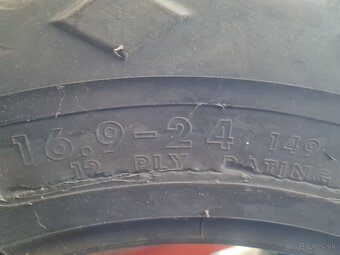 16.9-24 149
12 PLY RATING
Bazos.sk